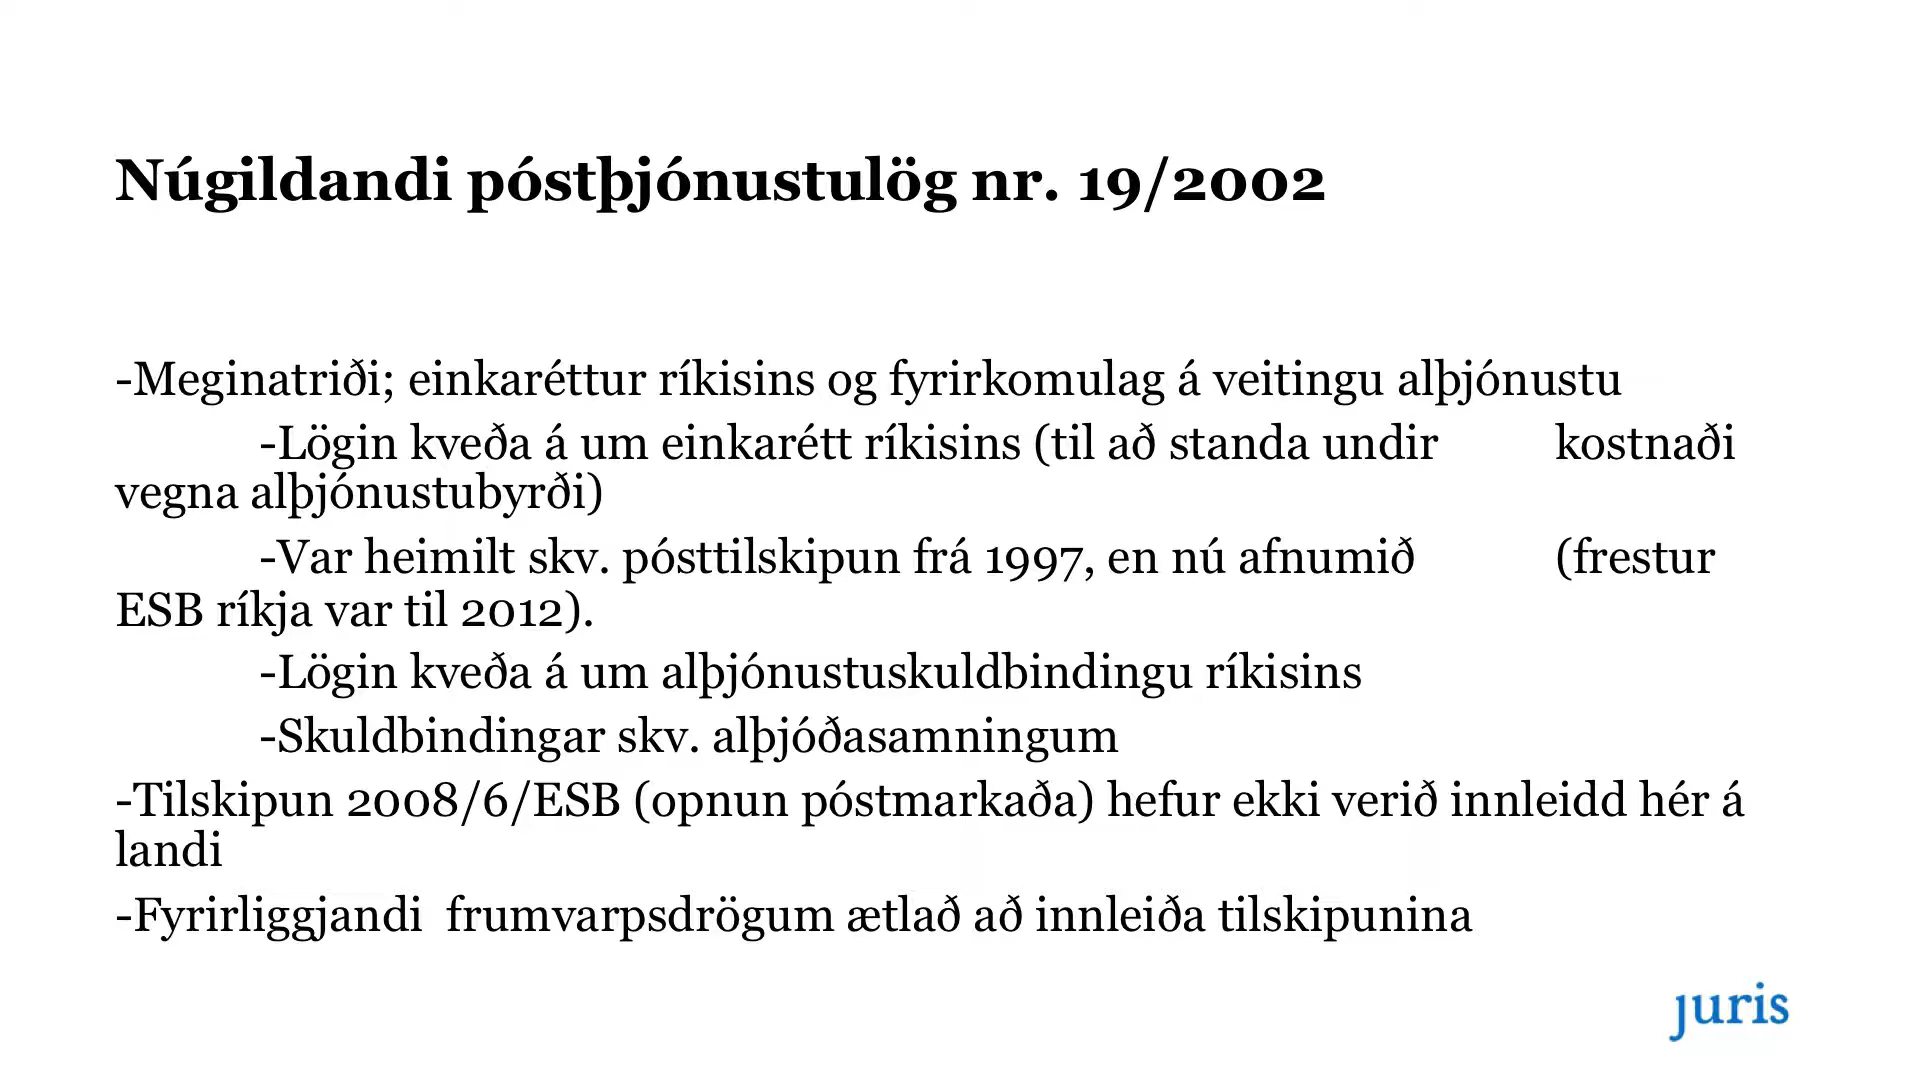 Núgildandi póstþjónustulög nr. 19/2002
-Meginatriði; einkaréttur ríkisins og fyrirkomulag á veitingu alþjónustu
-Lögin kveða á um einkarétt ríkisins (til að standa undir kostnaði
vegna alþjónustubyrði)
-Var heimilt skv. pósttilskipun frá 1997, en nú afnumið (frestur
ESB ríkja var til 2012).
-Lögin kveða á um alþjónustuskuldbindingu ríkisins
-Skuldbindingar skv. alþjóðasamningum
-Tilskipun 2008/6/ESB (opnun póstmarkaða) hefur ekki verið innleidd hér á
landi
-Fyrirliggjandi frumvarpsdrögum ætlað að innleiða tilskipunina
juris